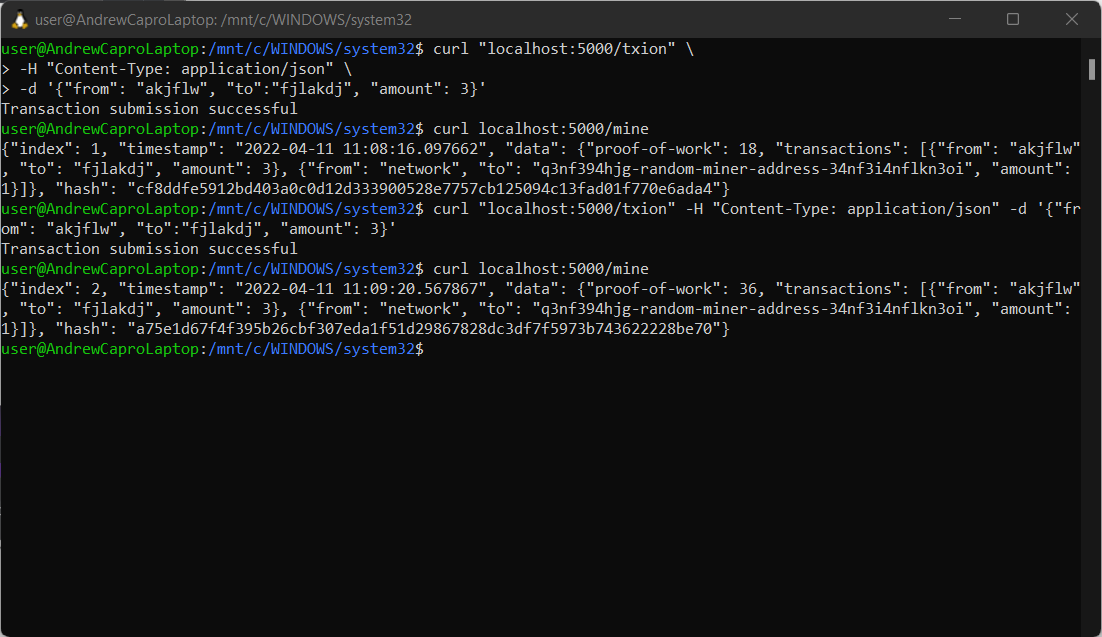 user@AndrewCaproLaptop: /mnt/c/WINDOWS/system32
user@AndrewCaproLaptop:/mnt/c/WINDOWS/system32$ curl "localhost:5000/txion" \
> -H "Content-Type: application/json" \
> -d '{"from": "akjflw", "to":"fjlakdj", "amount": 3}'
Transaction submission successful
user@AndrewCaproLaptop:/mnt/c/WINDOWS/system32$ curl localhost:5000/mine
{"index": 1, "timestamp": "2022-04-11 11:08:16.097662", "data": {"proof-of-work": 18, "transactions": [{"from": "akjflw"
, "to": "fjlakdj", "amount": 3}, {"from": "network", "to": "q3nf394hjg-random-miner-address-34nf3i4nflkn3oi", "amount":
1}]}, "hash": "cf8ddfe5912bd403a0c0d12d333900528e7757cb125094c13fad01f770e6ada4"}
user@AndrewCaproLaptop:/mnt/c/WINDOWS/system32$ curl "localhost:5000/txion" -H "Content-Type: application/json" -d '{"fr
om": "akjflw", "to":"fjlakdj", "amount": 3}'
Transaction submission successful
user@AndrewCaproLaptop:/mnt/c/WINDOWS/system32$ curl localhost:5000/mine
{"index": 2, "timestamp": "2022-04-11 11:09:20.567867", "data": {"proof-of-work": 36, "transactions": [{"from": "akjflw"
, "to": "fjlakdj", "amount": 3}, {"from": "network", "to": "q3nf394hjg-random-miner-address-34nf3i4nflkn3oi", "amount":
1}]}, "hash": "a75e1d67f4f395b26cbf307eda1f51d29867828dc3df7f5973b743622228be70"}
user@AndrewCaproLaptop:/mnt/c/WINDOWS/system32$